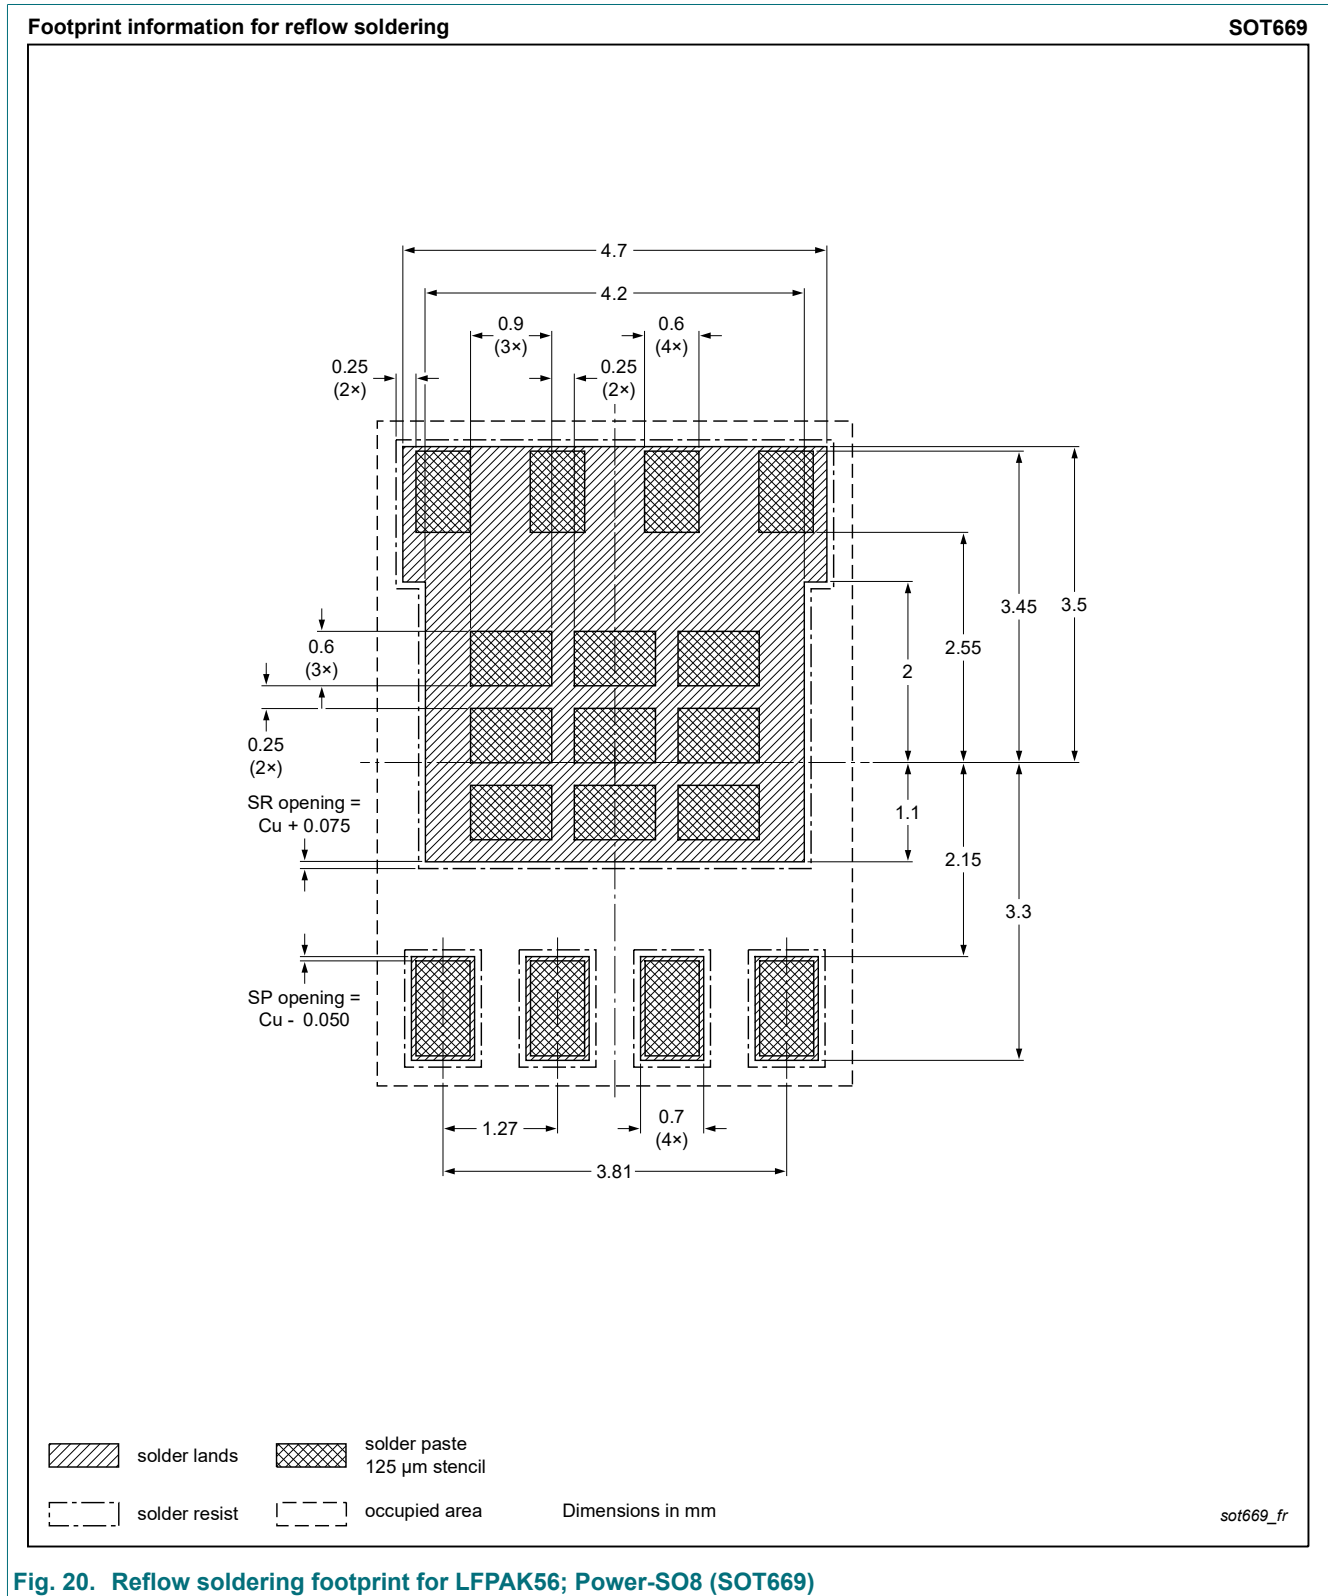 Footprint information for reflow soldering SOT669
4.7
4.2
0.9
(3×)
0.6
(4×)
0.25
(2×)
0.25
(2×)
3.45
3.5
2.55
2
0.6
(3×)
0.25
(2×)
SR opening =
Cu + 0.075
1.1
2.15
3.3
SP opening =
Cu - 0.050
1.27
0.7
(4×)
3.81
solder lands
solder paste
125 µm stencil
solder resist
occupied area
Dimensions in mm
sot669_fr
Fig. 20. Reflow soldering footprint for LFPAK56; Power-SO8 (SOT669)